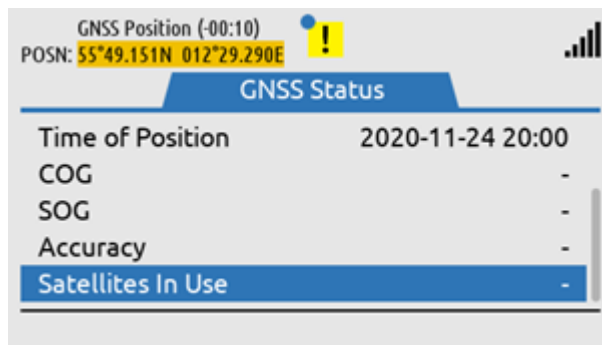 GNSS Position (-00:10)
POSN: 55°49.151N 012°29.290E
!
GNSS Status
Time of Position 2020-11-24 20:00
COG -
SOG -
Accuracy -
Satellites In Use -